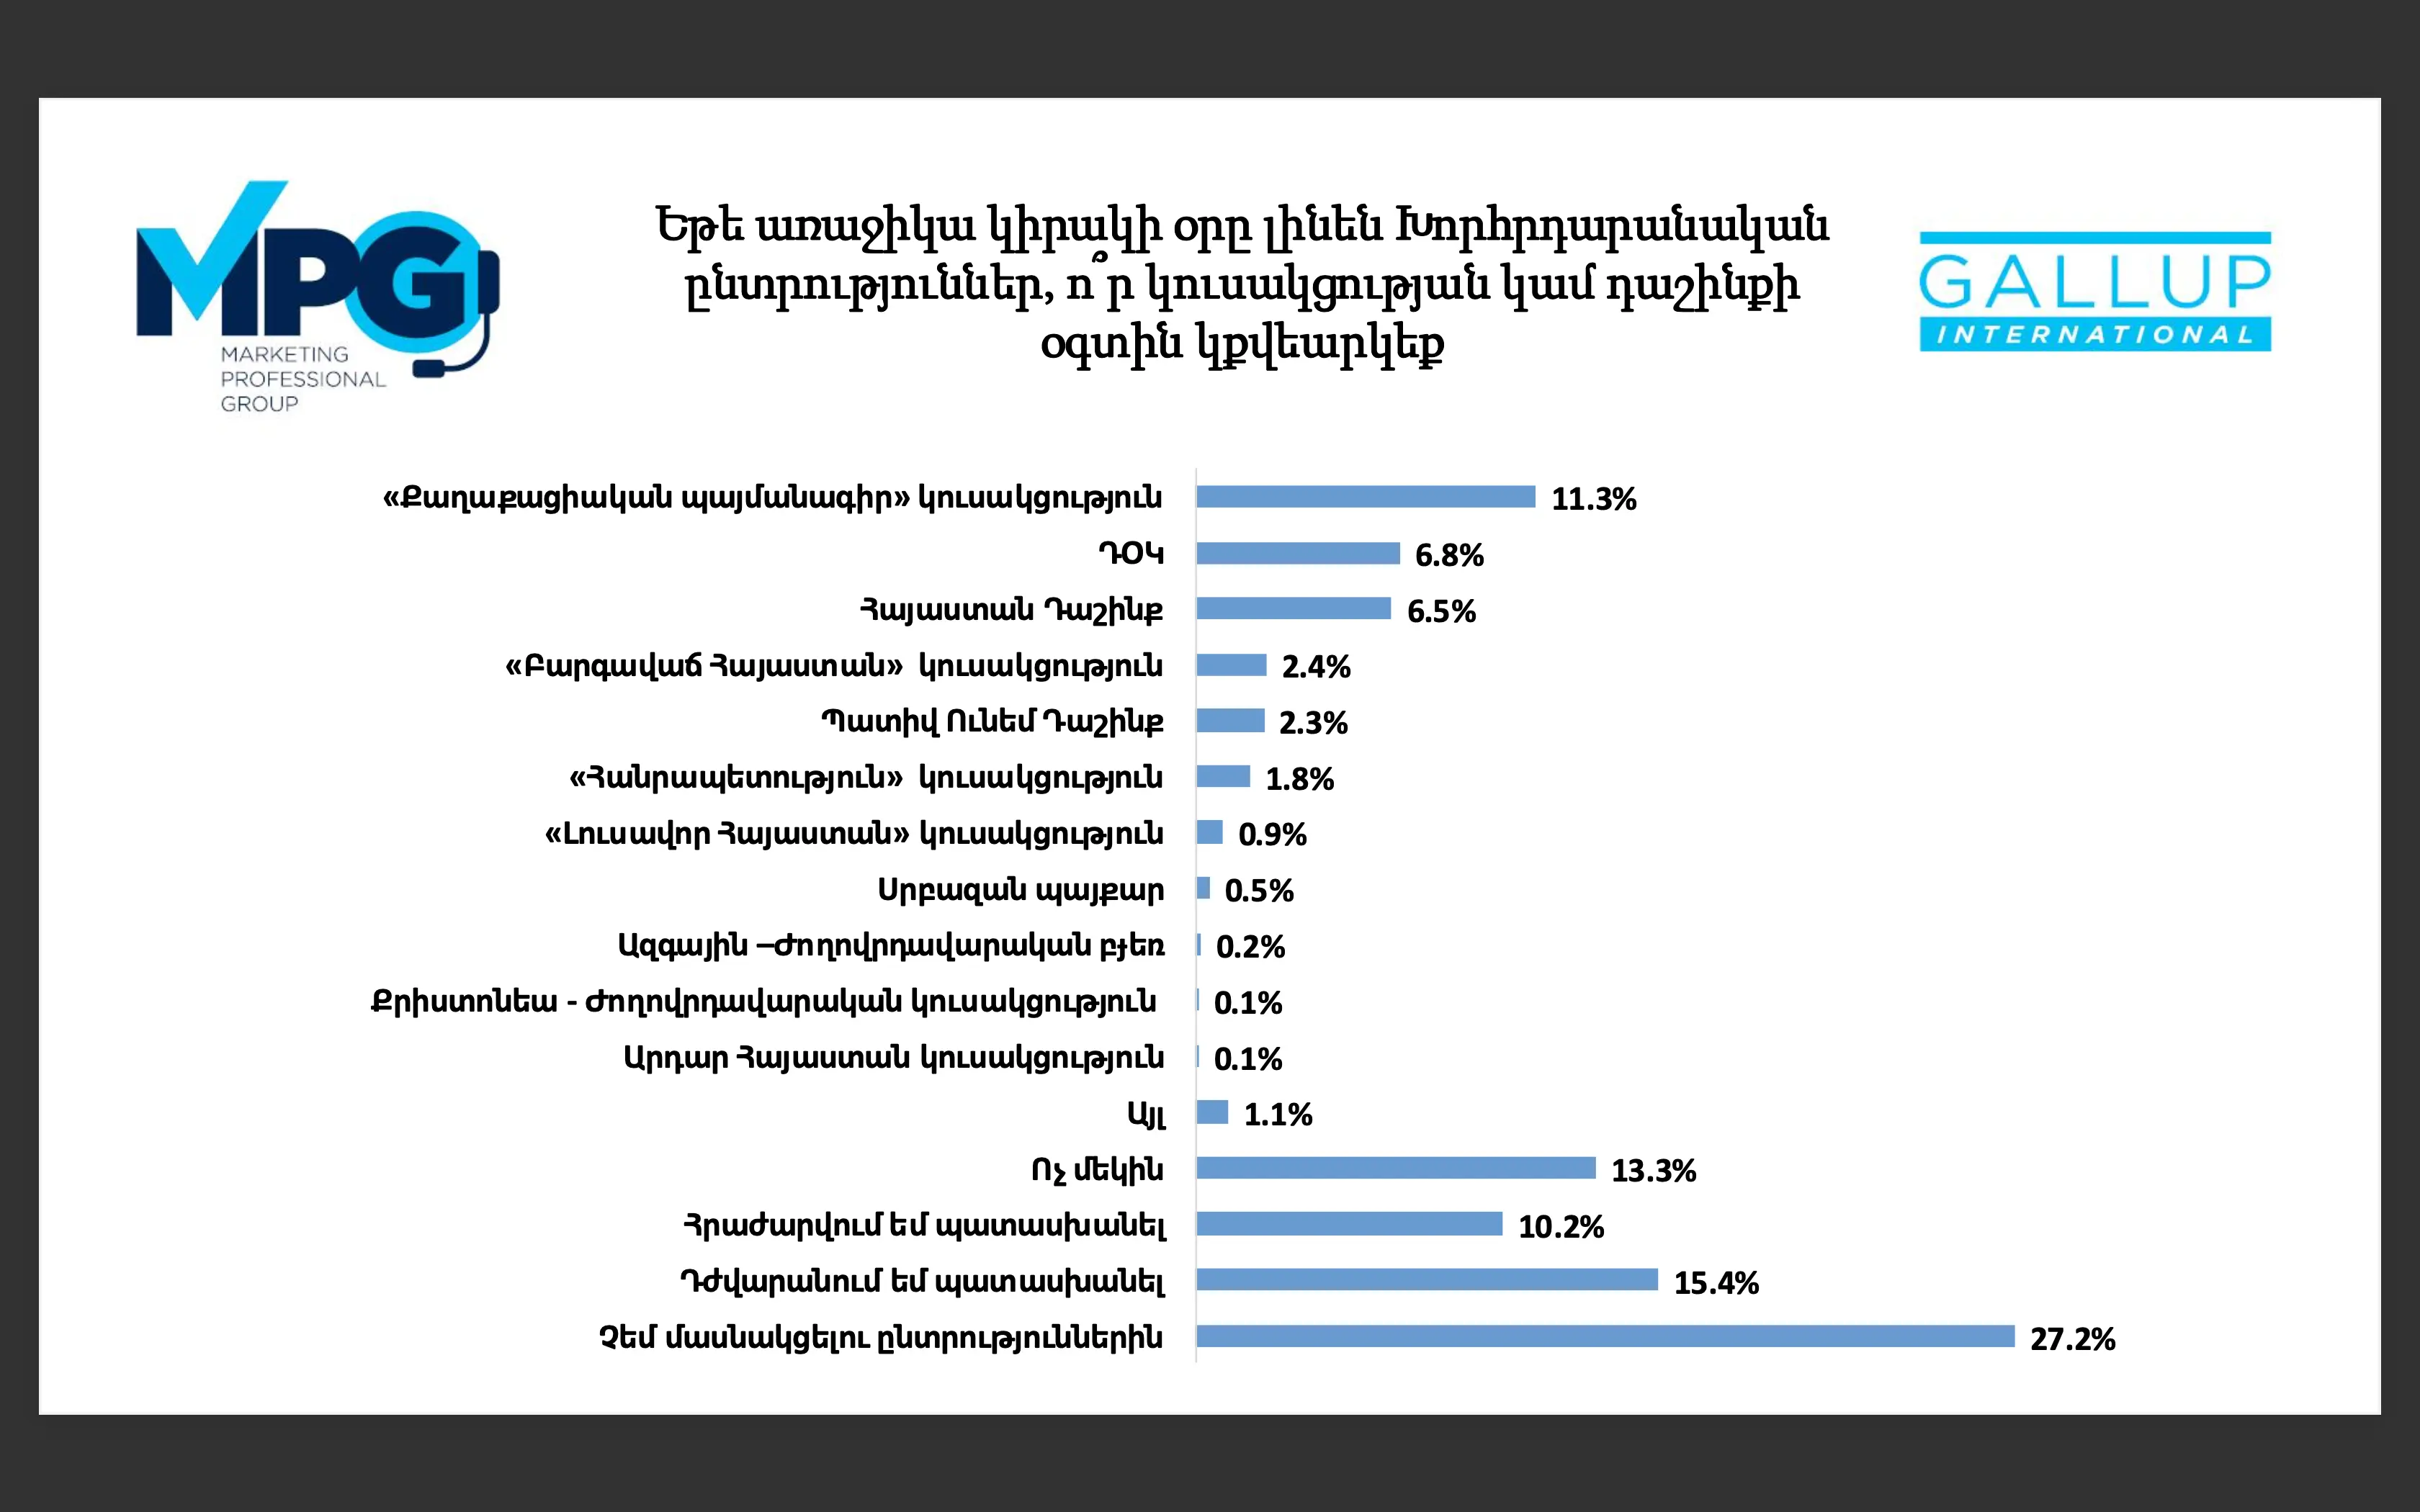 MPG
MARKETING
PROFESSIONAL
GROUP
Եթե առաջիկա կիրակի օրը լինեն Խորհրդարանական
ընտրություններ, ո՞ր կուսակցության կամ դաշինքի
օգտին կքվեարկեք
GALLUP
INTERNATIONAL
«Քաղաքացիական պայմանագիր» կուսակցություն 11.3%
ԴՕԿ 6.8%
Հայաստան Դաշինք 6.5%
«Բարգավաճ Հայաստան» կուսակցություն 2.4%
Պատիվ Ունեմ Դաշինք 2.3%
«Հանրապետություն» կուսակցություն 1.8%
«Լուսավոր Հայաստան» կուսակցություն 0.9%
Սրբազան պայքար 0.5%
Ազգային –Ժողովրդավարական բևեռ 0.2%
Քրիստոնեա - Ժողովրդավարական կուսակցություն 0.1%
Արդար Հայաստան կուսակցություն 0.1%
Այլ 1.1%
Ոչ մեկին 13.3%
Հրաժարվում եմ պատասխանել 10.2%
Դժվարանում եմ պատասխանել 15.4%
Չեմ մասնակցելու ընտրություններին 27.2%